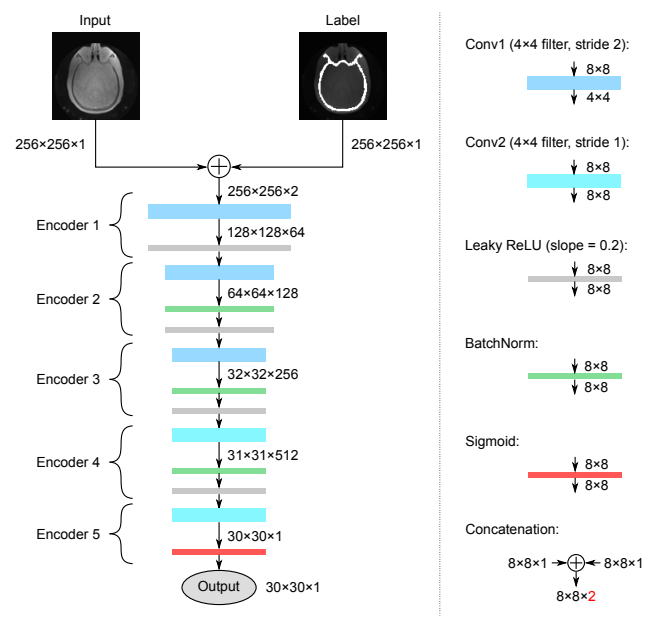 Input
Label
256×256×1
256×256×1
256×256×2
Encoder 1
128×128×64
Encoder 2
64×64×128
Encoder 3
32×32×256
Encoder 4
31×31×512
Encoder 5
30×30×1
Output
30×30×1
Conv1 (4×4 filter, stride 2):
8×8
4×4
Conv2 (4×4 filter, stride 1):
8×8
8×8
Leaky ReLU (slope = 0.2):
8×8
8×8
BatchNorm:
8×8
8×8
Sigmoid:
8×8
8×8
Concatenation:
8×8×1
8×8×1
8×8×2